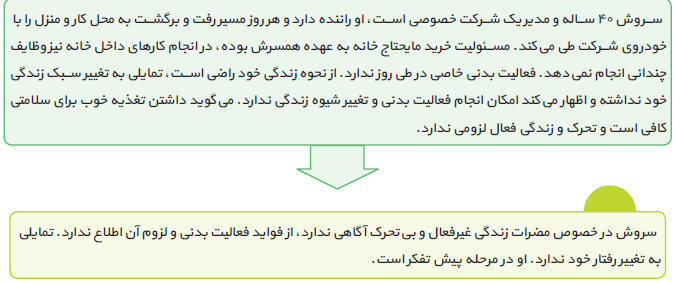 سروش ۴۰ ساله و مدیر یک شرکت خصوصی است، او راننده دارد و هر روز مسیر رفت و برگشت به محل کار و منزل را با
خودروی شرکت طی می‌کند. مسئولیت خرید مایحتاج خانه به عهده همسرش بوده، در انجام کارهای داخل خانه نیز وظایف
چندانی انجام نمی‌دهد. فعالیت بدنی خاصی در طی روز ندارد. از نحوه زندگی خود راضی است، تمایلی به تغییر سبک زندگی
خود نداشته و اظهار می‌کند امکان انجام فعالیت بدنی و تغییر شیوه زندگی ندارد. می‌گوید داشتن تغذیه خوب برای سلامتی
کافی است و تحرک و زندگی فعال لزومی ندارد.
سروش در خصوص مضرات زندگی غیرفعال و بی‌تحرک آگاهی ندارد، از فواید فعالیت بدنی و لزوم آن اطلاع ندارد. تمایلی
به تغییر رفتار خود ندارد. او در مرحله پیش تفکر است.